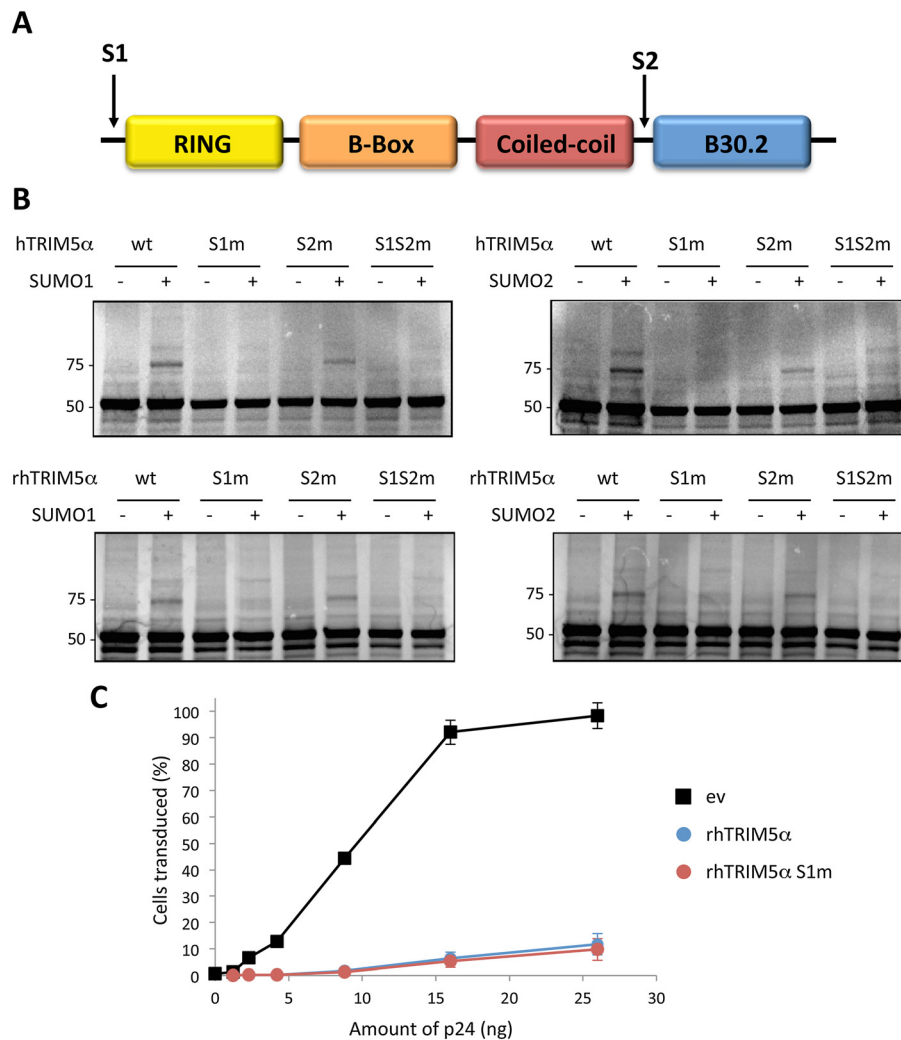 A
S1
S2
RING B-Box Coiled-coil B30.2
B
hTRIM5α wt S1m S2m S1S2m
SUMO1 - + - + - + - +
75
50
hTRIM5α wt S1m S2m S1S2m
SUMO2 - + - + - + - +
75
50
rhTRIM5α wt S1m S2m S1S2m
SUMO1 - + - + - + - +
75
50
rhTRIM5α wt S1m S2m S1S2m
SUMO2 - + - + - + - +
75
50
C
Cells transduced (%)
100
90
80
70
60
50
40
30
20
10
0
0 5 10 15 20 25 30
Amount of p24 (ng)
ev
rhTRIM5α
rhTRIM5α S1m